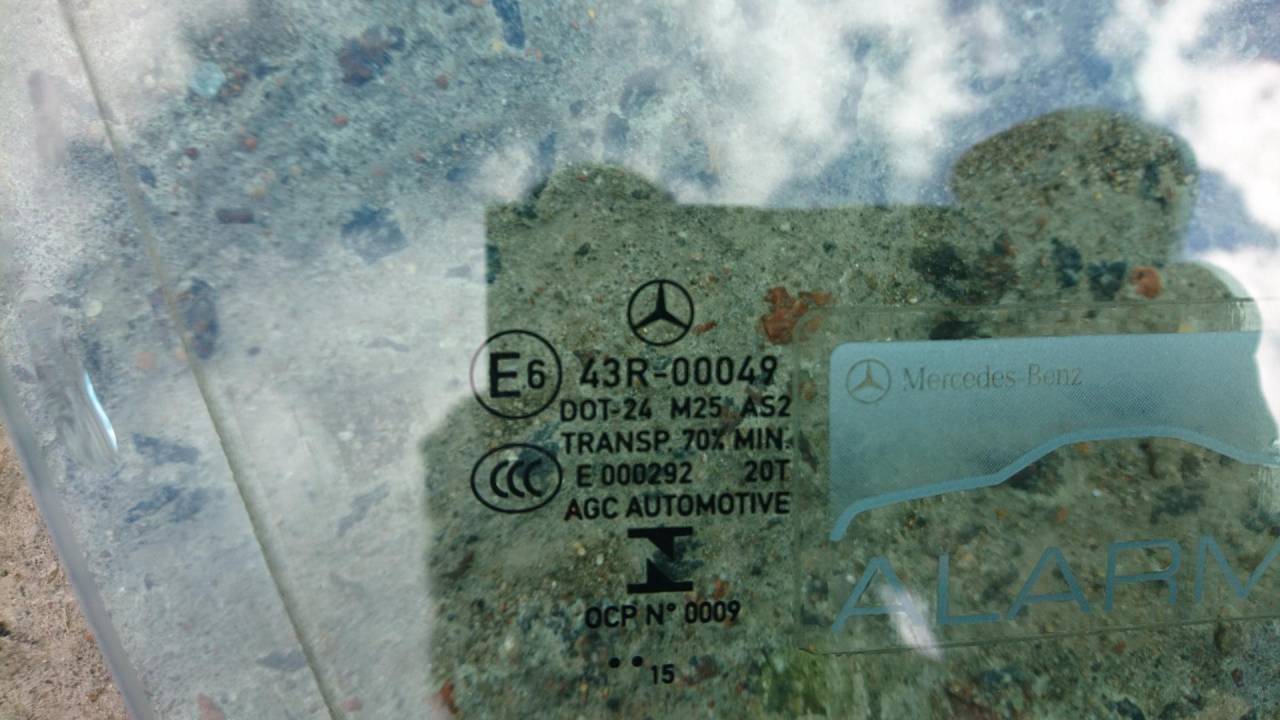 E6 43R-00049
DOT-24 M25 AS2
TRANSP. 70% MIN.
CCC E 000292 20T
AGC AUTOMOTIVE
OCP N° 0009
•• 15
Mercedes-Benz
ALARM